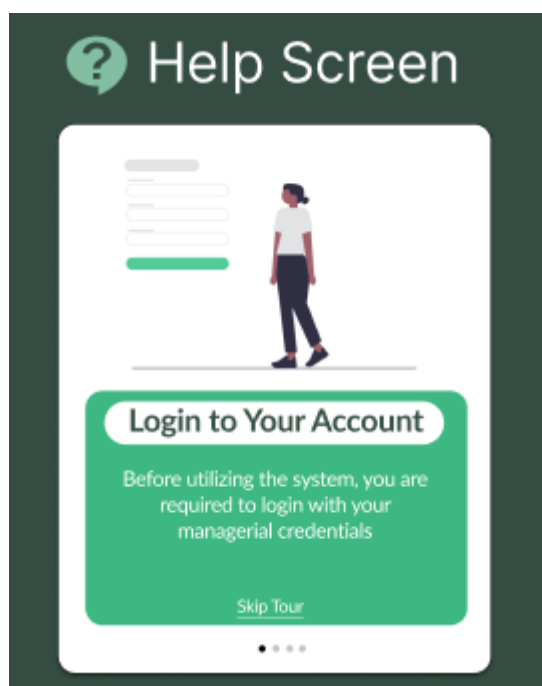 ? Help Screen
Login to Your Account
Before utilizing the system, you are
required to login with your
managerial credentials
Skip Tour